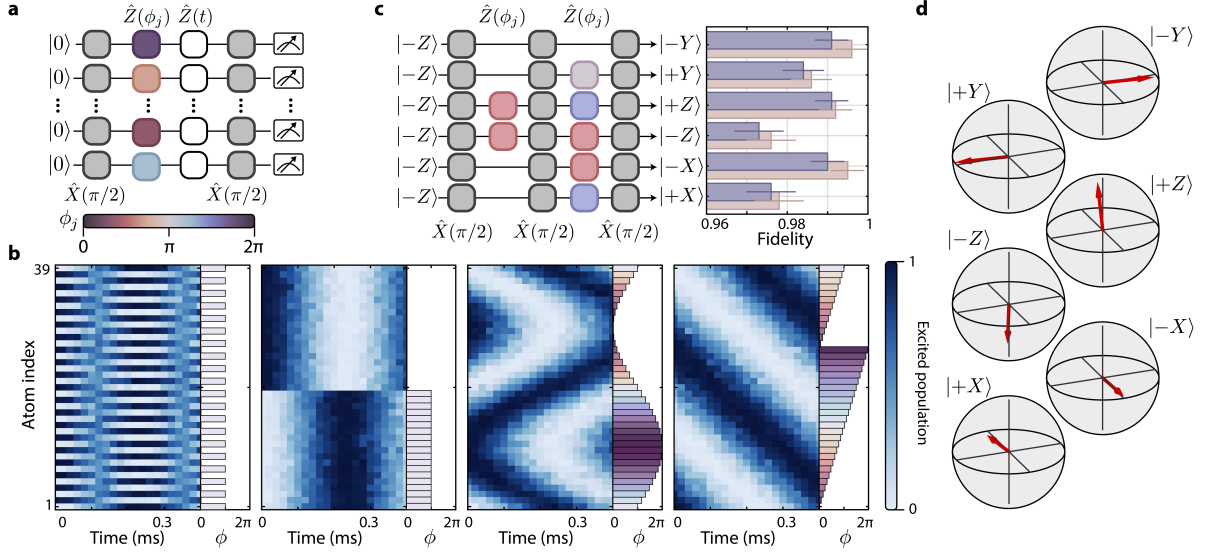 a
Ẑ(ϕj) Ẑ(t)
|0⟩
|0⟩
|0⟩
|0⟩
X̂(π/2) X̂(π/2)
ϕj
0 π 2π
b
Atom index
39
1
0 0.3 0 2π
Time (ms) ϕ
0 0.3 0 2π
Time (ms) ϕ
0 0.3 0 2π
Time (ms) ϕ
0 0.3 0 2π
Time (ms) ϕ
1
0
Excited population
c
Ẑ(ϕj) Ẑ(ϕj)
|−Z⟩ |−Y⟩
|−Z⟩ |+Y⟩
|−Z⟩ |+Z⟩
|−Z⟩ |−Z⟩
|−Z⟩ |−X⟩
|−Z⟩ |+X⟩
X̂(π/2) X̂(π/2) X̂(π/2)
0.96 0.98 1
Fidelity
d
|−Y⟩
|+Y⟩
|+Z⟩
|−Z⟩
|−X⟩
|+X⟩